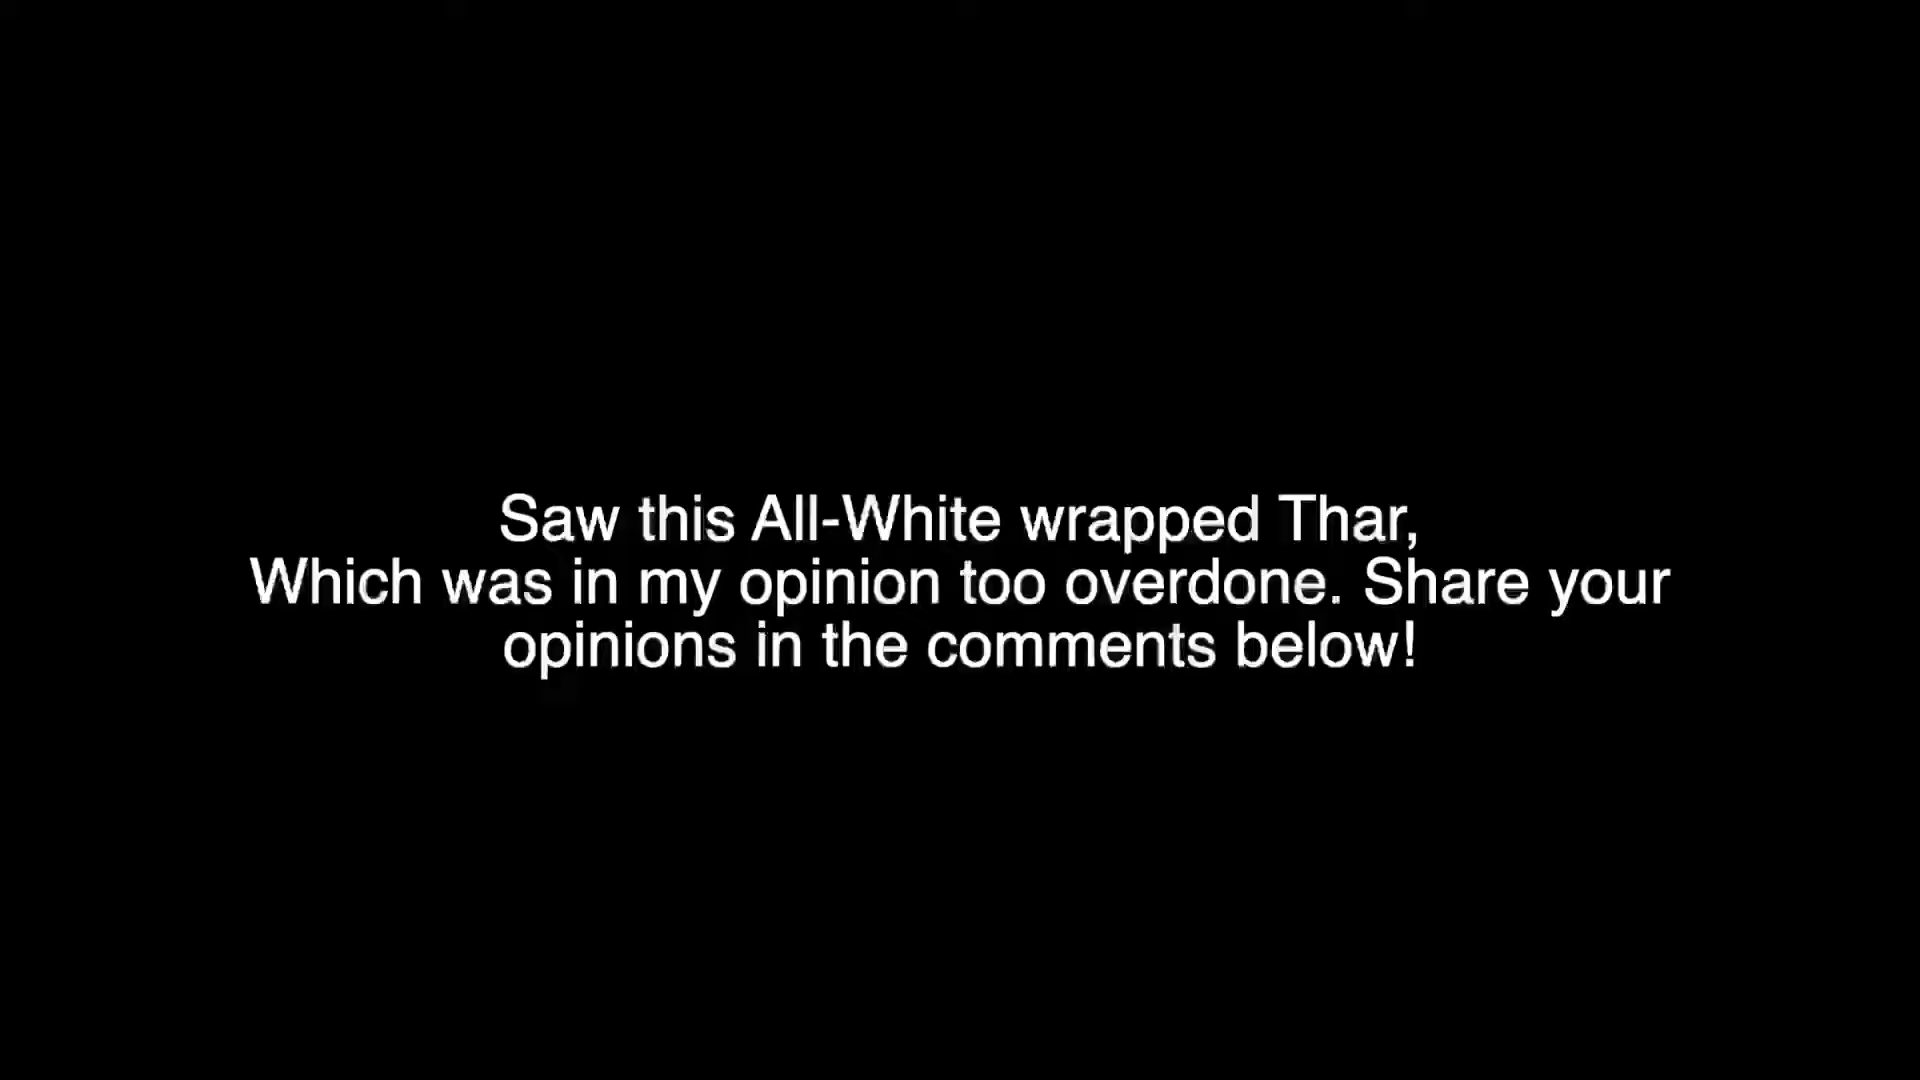 Saw this All-White wrapped Thar,
Which was in my opinion too overdone. Share your
opinions in the comments below!